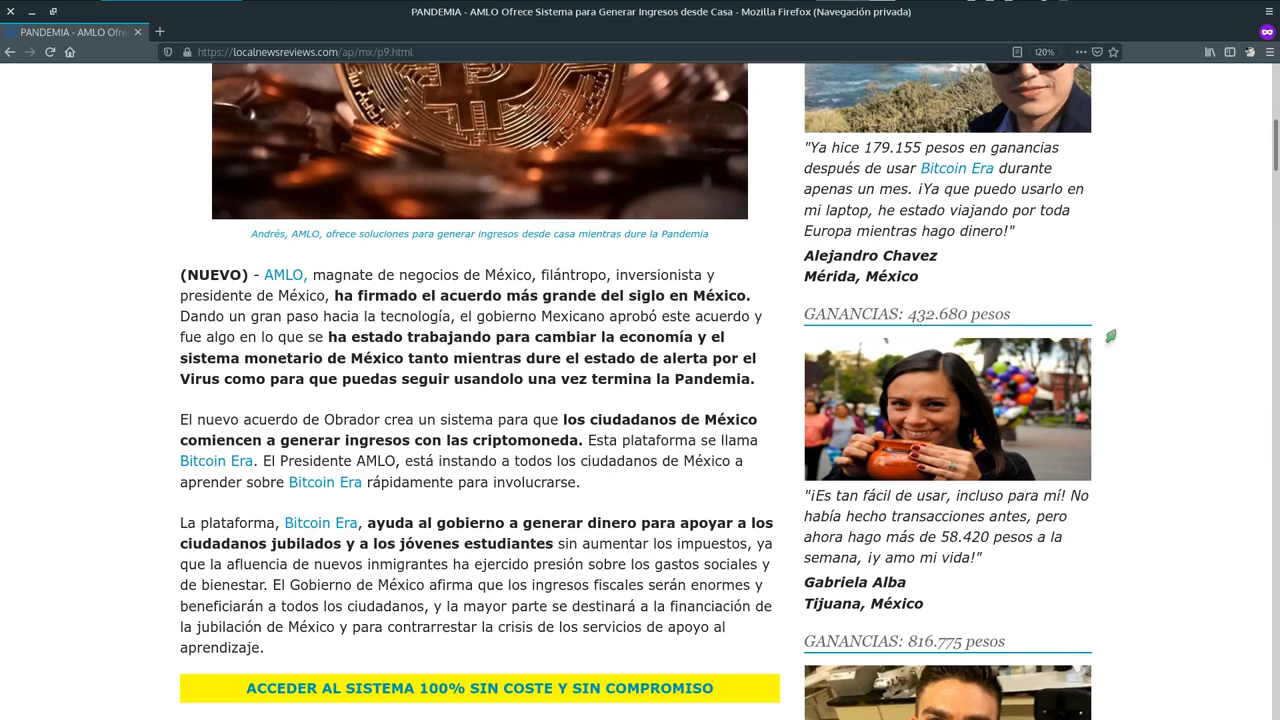 PANDEMIA - AMLO Ofrece Sistema para Generar Ingresos desde Casa - Mozilla Firefox (Navegación privada)
PANDEMIA - AMLO Ofre
https://localnewsreviews.com/ap/mx/p9.html
120%
Andrés, AMLO, ofrece soluciones para generar ingresos desde casa mientras dure la Pandemia
(NUEVO) - AMLO, magnate de negocios de México, filántropo, inversionista y
presidente de México, ha firmado el acuerdo más grande del siglo en México.
Dando un gran paso hacia la tecnología, el gobierno Mexicano aprobó este acuerdo y
fue algo en lo que se ha estado trabajando para cambiar la economía y el
sistema monetario de México tanto mientras dure el estado de alerta por el
Virus como para que puedas seguir usandolo una vez termina la Pandemia.
El nuevo acuerdo de Obrador crea un sistema para que los ciudadanos de México
comiencen a generar ingresos con las criptomoneda. Esta plataforma se llama
Bitcoin Era. El Presidente AMLO, está instando a todos los ciudadanos de México a
aprender sobre Bitcoin Era rápidamente para involucrarse.
La plataforma, Bitcoin Era, ayuda al gobierno a generar dinero para apoyar a los
ciudadanos jubilados y a los jóvenes estudiantes sin aumentar los impuestos, ya
que la afluencia de nuevos inmigrantes ha ejercido presión sobre los gastos sociales y
de bienestar. El Gobierno de México afirma que los ingresos fiscales serán enormes y
beneficiarán a todos los ciudadanos, y la mayor parte se destinará a la financiación de
la jubilación de México y para contrarrestar la crisis de los servicios de apoyo al
aprendizaje.
ACCEDER AL SISTEMA 100% SIN COSTE Y SIN COMPROMISO
"Ya hice 179.155 pesos en ganancias
después de usar Bitcoin Era durante
apenas un mes. ¡Ya que puedo usarlo en
mi laptop, he estado viajando por toda
Europa mientras hago dinero!"
Alejandro Chavez
Mérida, México
GANANCIAS: 432.680 pesos
"¡Es tan fácil de usar, incluso para mí! No
había hecho transacciones antes, pero
ahora hago más de 58.420 pesos a la
semana, ¡y amo mi vida!"
Gabriela Alba
Tijuana, México
GANANCIAS: 816.775 pesos